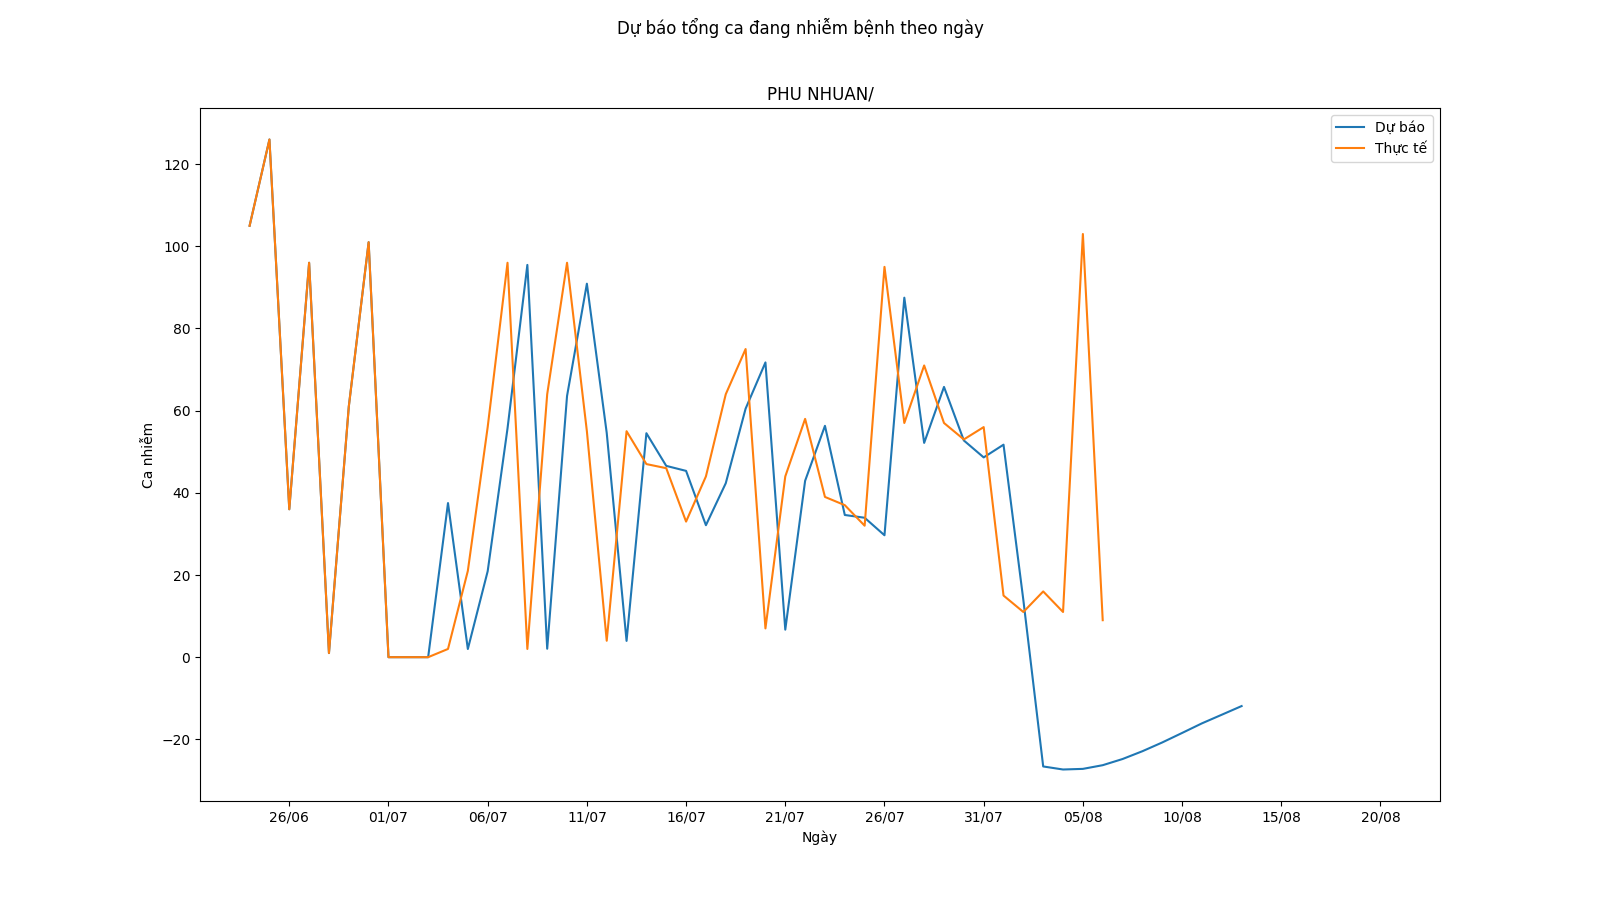 Dự báo tổng ca đang nhiễm bệnh theo ngày
PHU NHUAN/
Dự báo
Thực tế
120
100
80
60
40
20
0
−20
Ca nhiễm
26/06 01/07 06/07 11/07 16/07 21/07 26/07 31/07 05/08 10/08 15/08 20/08
Ngày